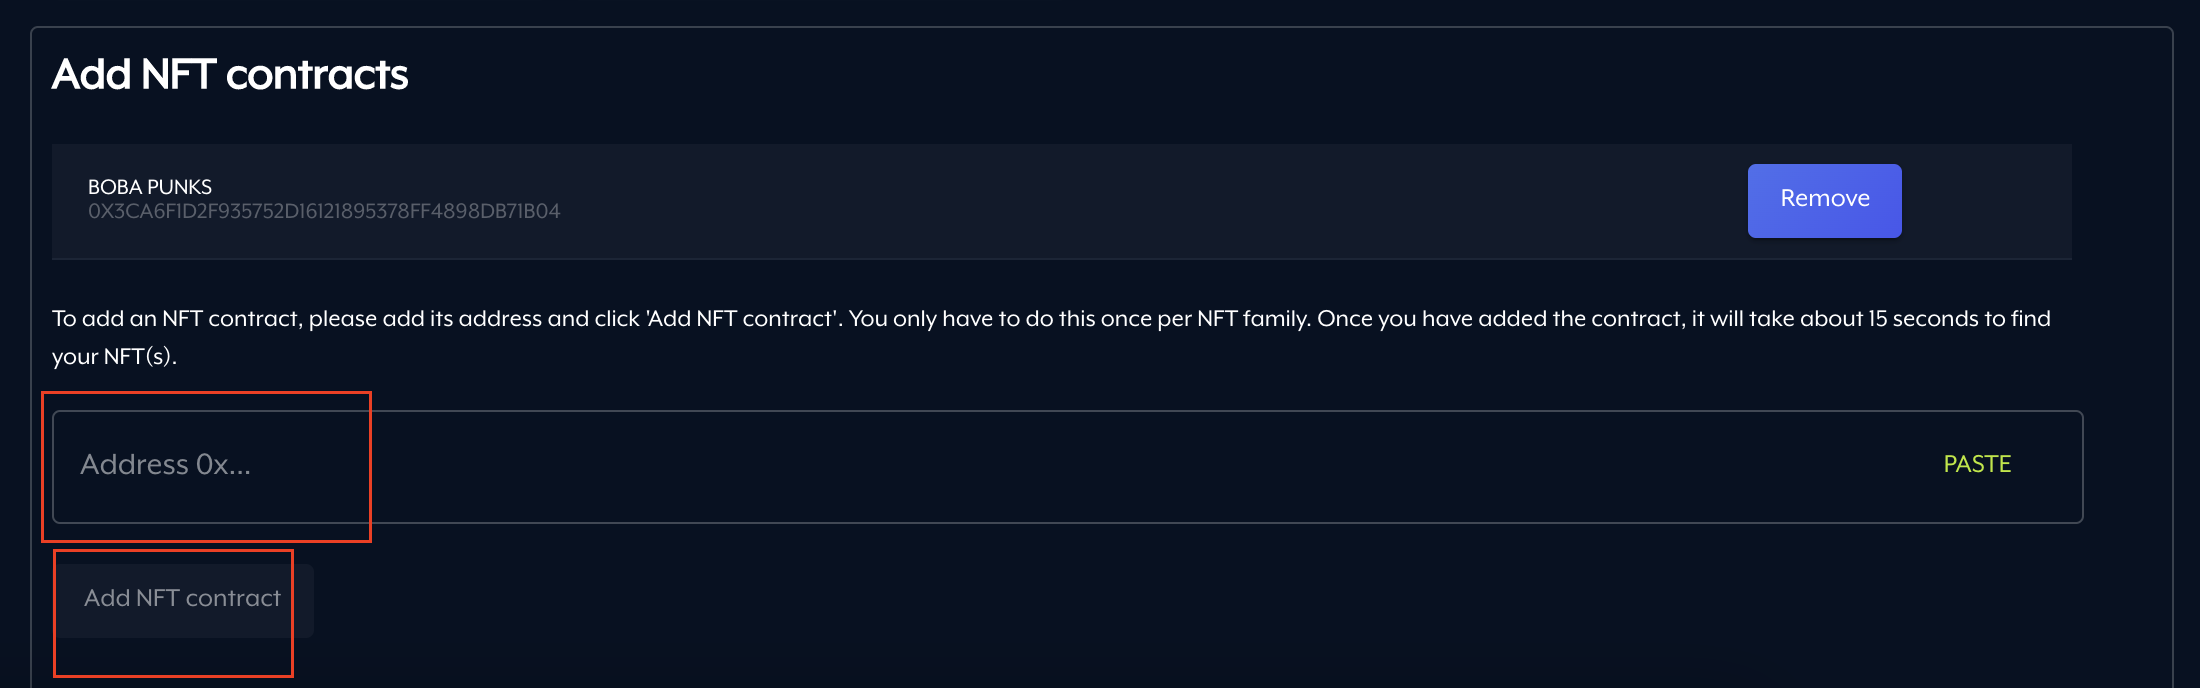 Add NFT contracts
BOBA PUNKS
0X3CA6F1D2F935752D16121895378FF4898DB71B04
Remove
To add an NFT contract, please add its address and click 'Add NFT contract'. You only have to do this once per NFT family. Once you have added the contract, it will take about 15 seconds to find
your NFT(s).
Address 0x...
PASTE
Add NFT contract